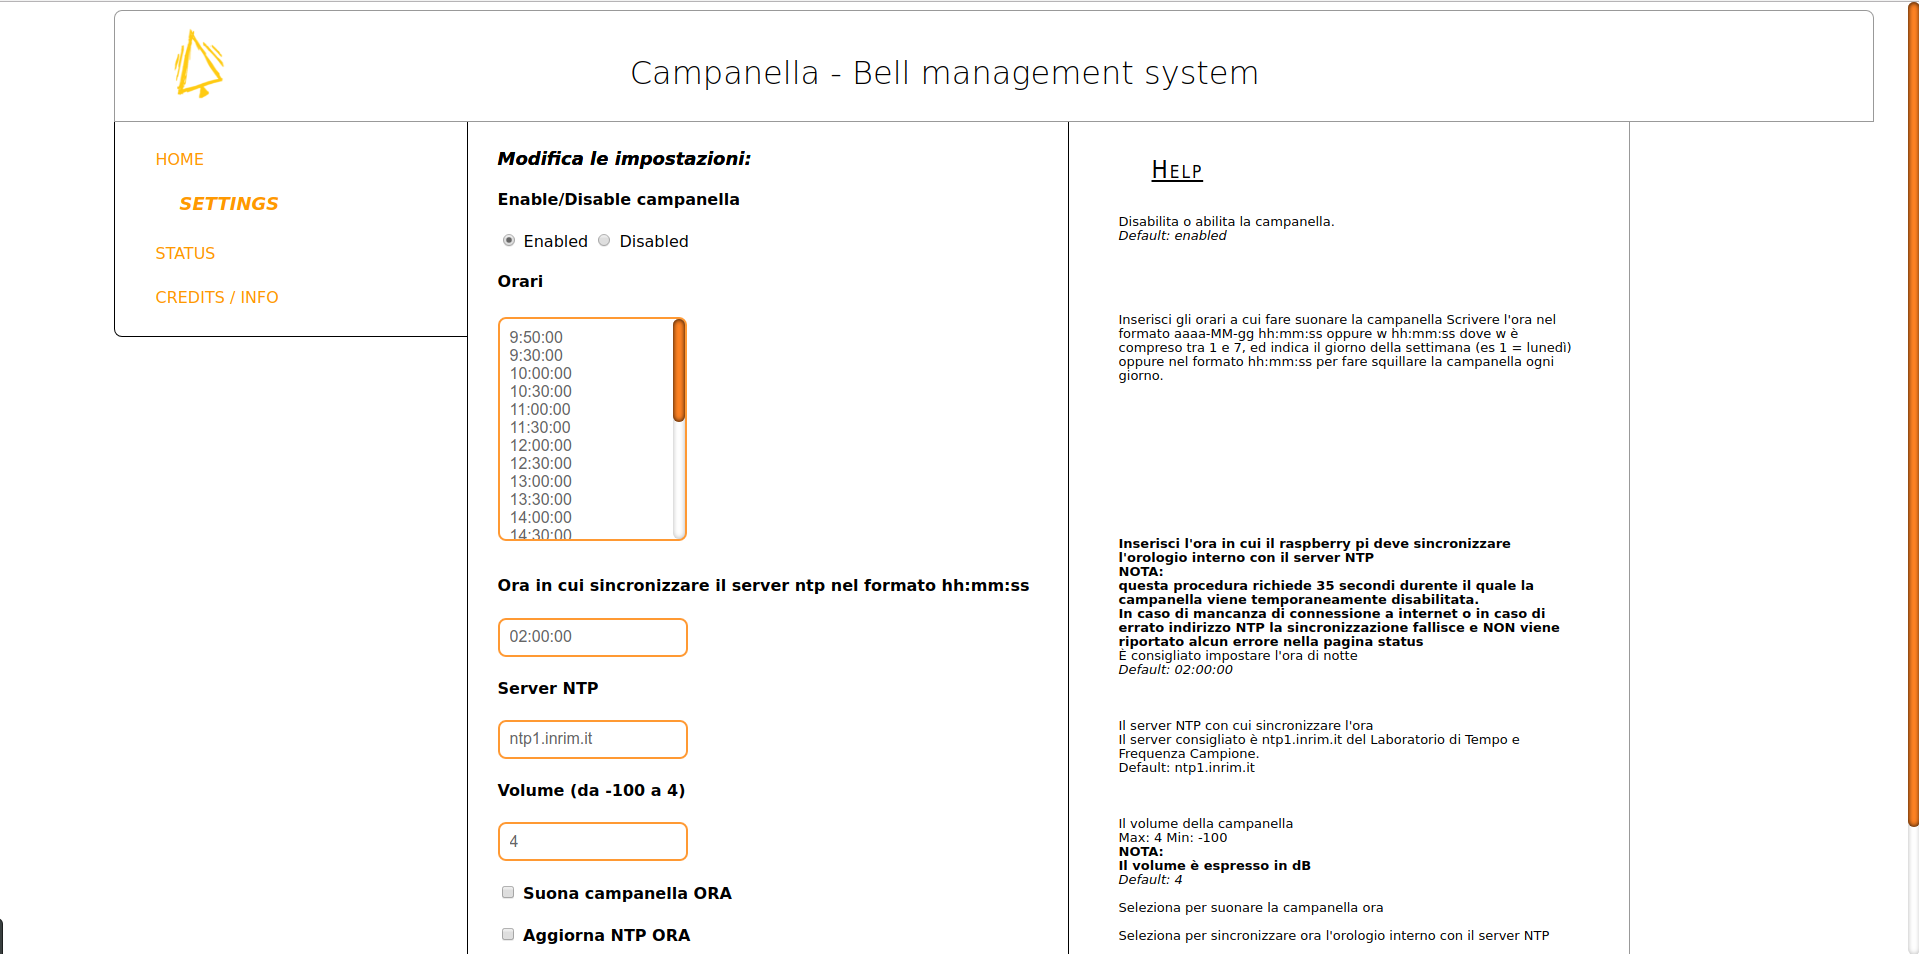 Campanella - Bell management system
HOME
SETTINGS
STATUS
CREDITS / INFO
Modifica le impostazioni:
Enable/Disable campanella
Enabled Disabled
Orari
9:50:00
9:30:00
10:00:00
10:30:00
11:00:00
11:30:00
12:00:00
12:30:00
13:00:00
13:30:00
14:00:00
14:30:00
Ora in cui sincronizzare il server ntp nel formato hh:mm:ss
02:00:00
Server NTP
ntp1.inrim.it
Volume (da -100 a 4)
4
Suona campanella ORA
Aggiorna NTP ORA
Help
Disabilita o abilita la campanella.
Default: enabled
Inserisci gli orari a cui fare suonare la campanella Scrivere l'ora nel
formato aaaa-MM-gg hh:mm:ss oppure w hh:mm:ss dove w è
compreso tra 1 e 7, ed indica il giorno della settimana (es 1 = lunedì)
oppure nel formato hh:mm:ss per fare squillare la campanella ogni
giorno.
Inserisci l'ora in cui il raspberry pi deve sincronizzare
l'orologio interno con il server NTP
NOTA:
questa procedura richiede 35 secondi durente il quale la
campanella viene temporaneamente disabilitata.
In caso di mancanza di connessione a internet o in caso di
errato indirizzo NTP la sincronizzazione fallisce e NON viene
riportato alcun errore nella pagina status
È consigliato impostare l'ora di notte
Default: 02:00:00
Il server NTP con cui sincronizzare l'ora
Il server consigliato è ntp1.inrim.it del Laboratorio di Tempo e
Frequenza Campione.
Default: ntp1.inrim.it
Il volume della campanella
Max: 4 Min: -100
NOTA:
Il volume è espresso in dB
Default: 4
Seleziona per suonare la campanella ora
Seleziona per sincronizzare ora l'orologio interno con il server NTP